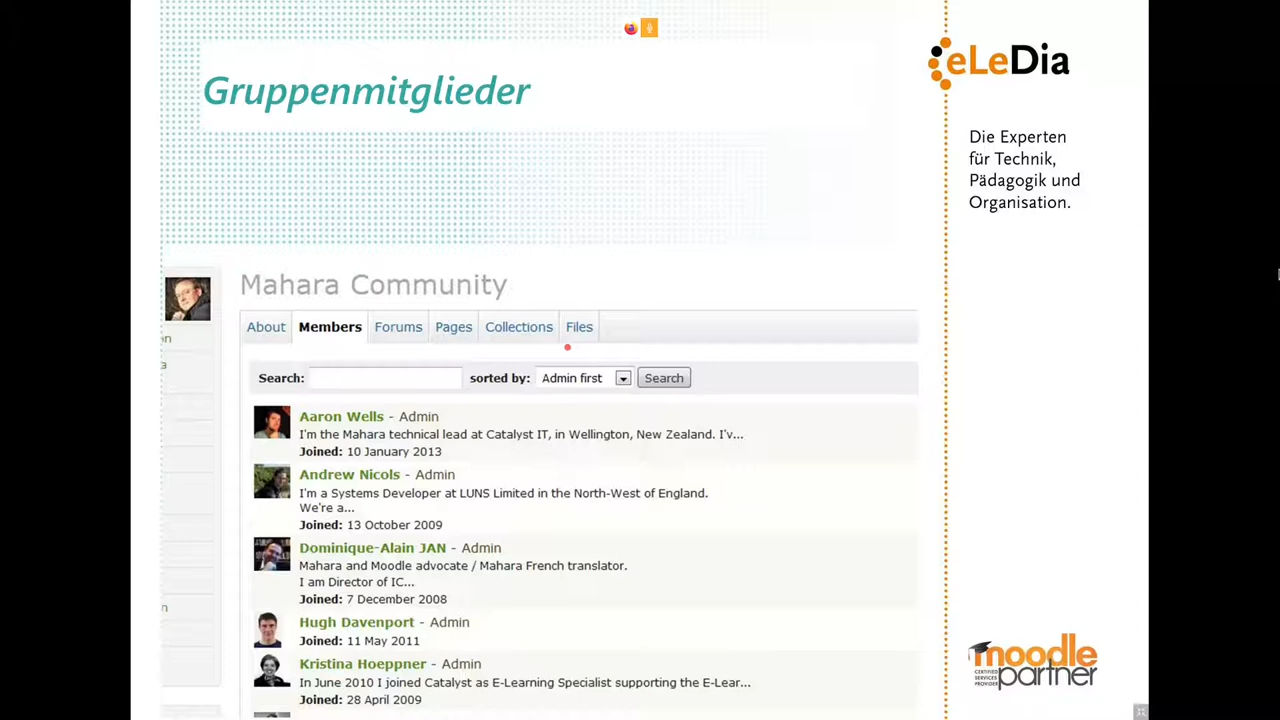 Gruppenmitglieder
eLeDia
Die Experten
für Technik,
Pädagogik und
Organisation.
Mahara Community
About Members Forums Pages Collections Files
Search: sorted by: Admin first Search
Aaron Wells - Admin
I'm the Mahara technical lead at Catalyst IT, in Wellington, New Zealand. I'v...
Joined: 10 January 2013
Andrew Nicols - Admin
I'm a Systems Developer at LUNS Limited in the North-West of England.
We're a...
Joined: 13 October 2009
Dominique-Alain JAN - Admin
Mahara and Moodle advocate / Mahara French translator.
I am Director of IC...
Joined: 7 December 2008
Hugh Davenport - Admin
Joined: 11 May 2011
Kristina Hoeppner - Admin
In June 2010 I joined Catalyst as E-Learning Specialist supporting the E-Lear...
Joined: 28 April 2009
moodle
CERTIFIED
SERVICES
PROVIDER
partner